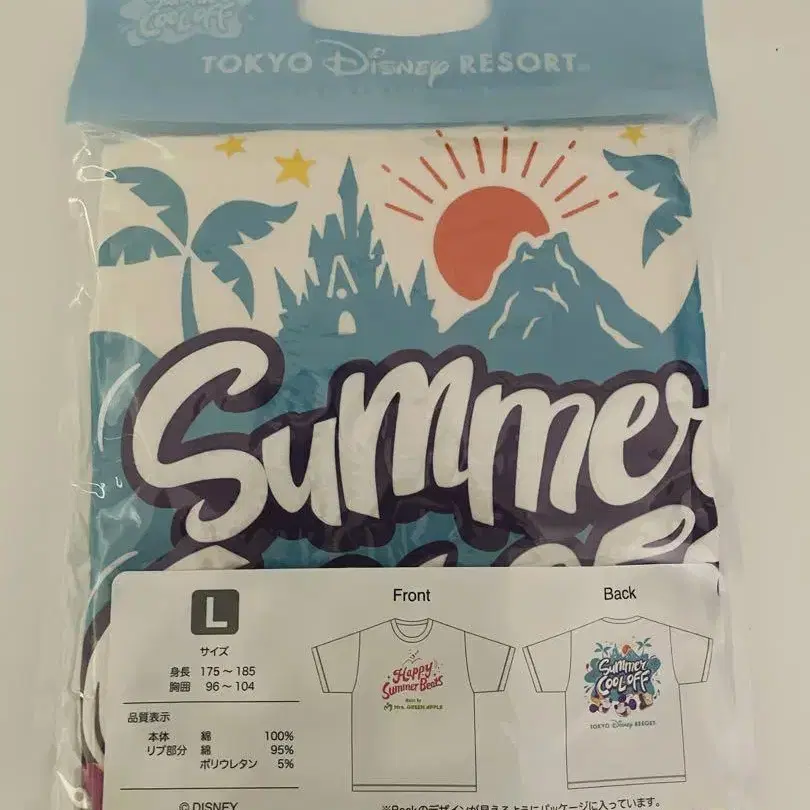 COOL OFF
TOKYO Disney RESORT
Summer
L
サイズ
身長 175～185
胸囲 96～104
品質表示
本体 綿 100%
リブ部分 綿 95%
ポリウレタン 5%
© DISNEY
Front
Happy
Summer Beats
Music by
Mrs. GREEN APPLE
Back
Summer
COOL OFF
TOKYO Disney RESORT
※Backのデザインが見えるようにパッケージに入っています。